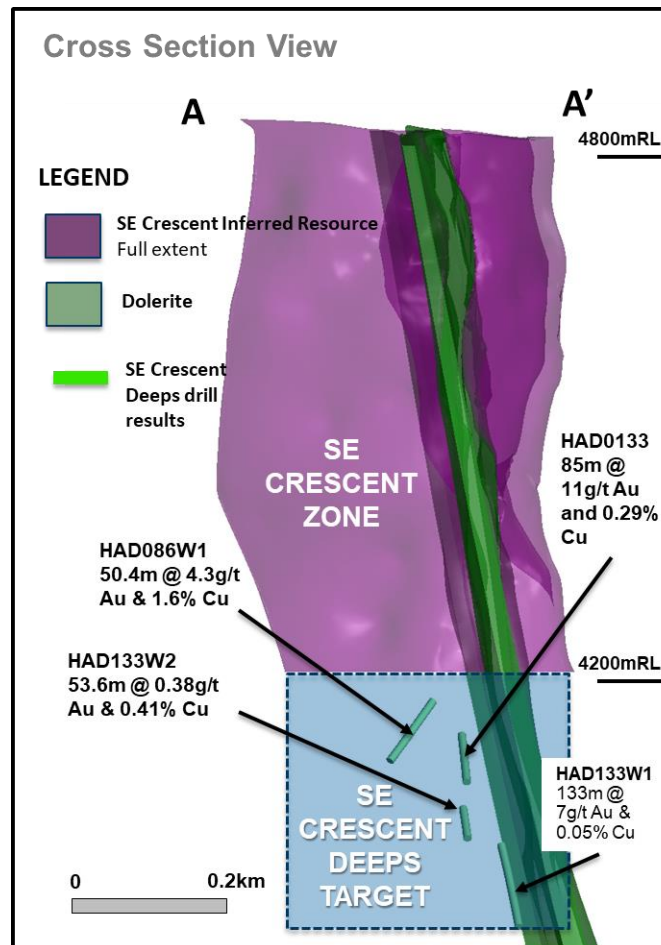 Cross Section View
A
A’
4800mRL
LEGEND
SE Crescent Inferred Resource
Full extent
Dolerite
SE Crescent
Deeps drill
results
SE
CRESCENT
ZONE
HAD0133
85m @
11g/t Au
and 0.29%
Cu
HAD086W1
50.4m @ 4.3g/t
Au & 1.6% Cu
HAD133W2
53.6m @ 0.38g/t
Au & 0.41% Cu
4200mRL
HAD133W1
133m @
7g/t Au &
0.05% Cu
SE
CRESCENT
DEEPS
TARGET
0
0.2km